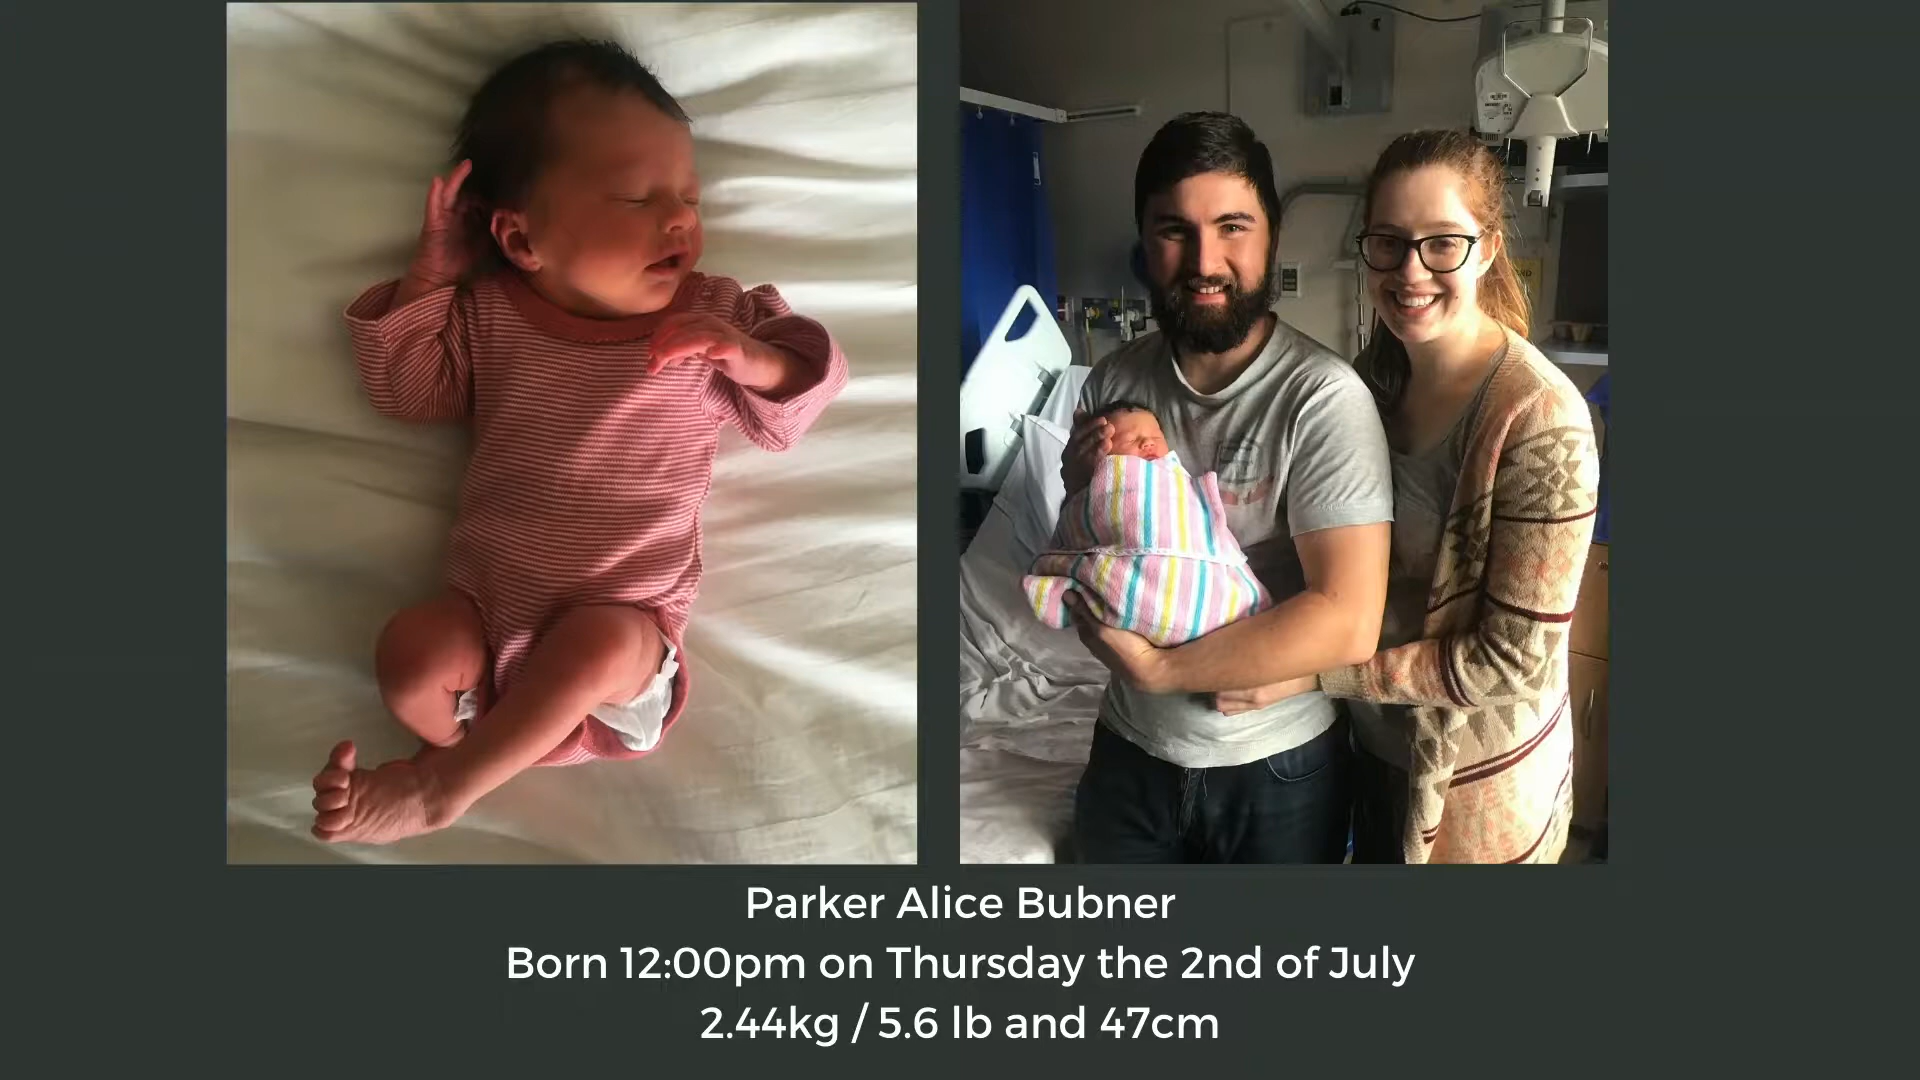 Parker Alice Bubner
Born 12:00pm on Thursday the 2nd of July
2.44kg / 5.6 lb and 47cm